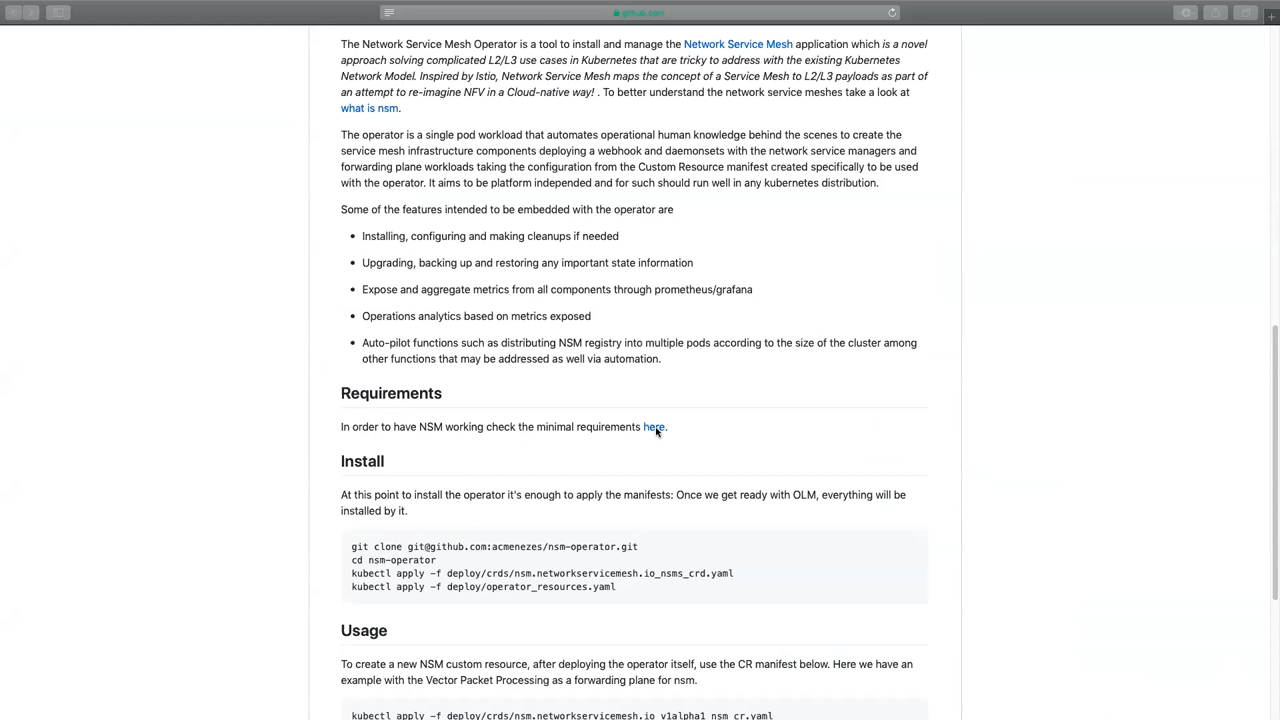 github.com
The Network Service Mesh Operator is a tool to install and manage the Network Service Mesh application which is a novel
approach solving complicated L2/L3 use cases in Kubernetes that are tricky to address with the existing Kubernetes
Network Model. Inspired by Istio, Network Service Mesh maps the concept of a Service Mesh to L2/L3 payloads as part of
an attempt to re-imagine NFV in a Cloud-native way! . To better understand the network service meshes take a look at
what is nsm.
The operator is a single pod workload that automates operational human knowledge behind the scenes to create the
service mesh infrastructure components deploying a webhook and daemonsets with the network service managers and
forwarding plane workloads taking the configuration from the Custom Resource manifest created specifically to be used
with the operator. It aims to be platform independent and for such should run well in any kubernetes distribution.
Some of the features intended to be embedded with the operator are
• Installing, configuring and making cleanups if needed
• Upgrading, backing up and restoring any important state information
• Expose and aggregate metrics from all components through prometheus/grafana
• Operations analytics based on metrics exposed
• Auto-pilot functions such as distributing NSM registry into multiple pods according to the size of the cluster among
other functions that may be addressed as well via automation.
Requirements
In order to have NSM working check the minimal requirements here.
Install
At this point to install the operator it's enough to apply the manifests: Once we get ready with OLM, everything will be
installed by it.
git clone git@github.com:acmenezes/nsm-operator.git
cd nsm-operator
kubectl apply -f deploy/crds/nsm.networkservicemesh.io_nsms_crd.yaml
kubectl apply -f deploy/operator_resources.yaml
Usage
To create a new NSM custom resource, after deploying the operator itself, use the CR manifest below. Here we have an
example with the Vector Packet Processing as a forwarding plane for nsm.
kubectl apply -f deploy/crds/nsm.networkservicemesh.io_v1alpha1_nsm_cr.yaml